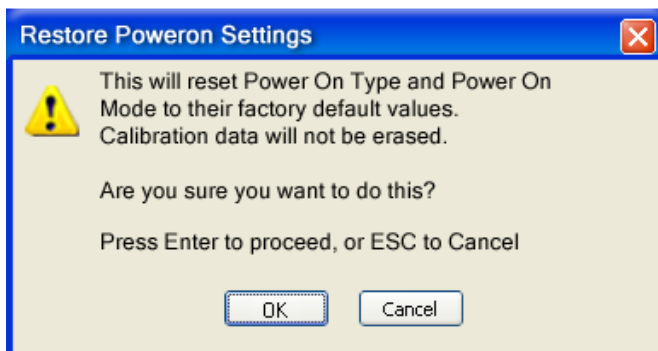 Restore Poweron Settings
This will reset Power On Type and Power On
Mode to their factory default values.
Calibration data will not be erased.
Are you sure you want to do this?
Press Enter to proceed, or ESC to Cancel
OK
Cancel